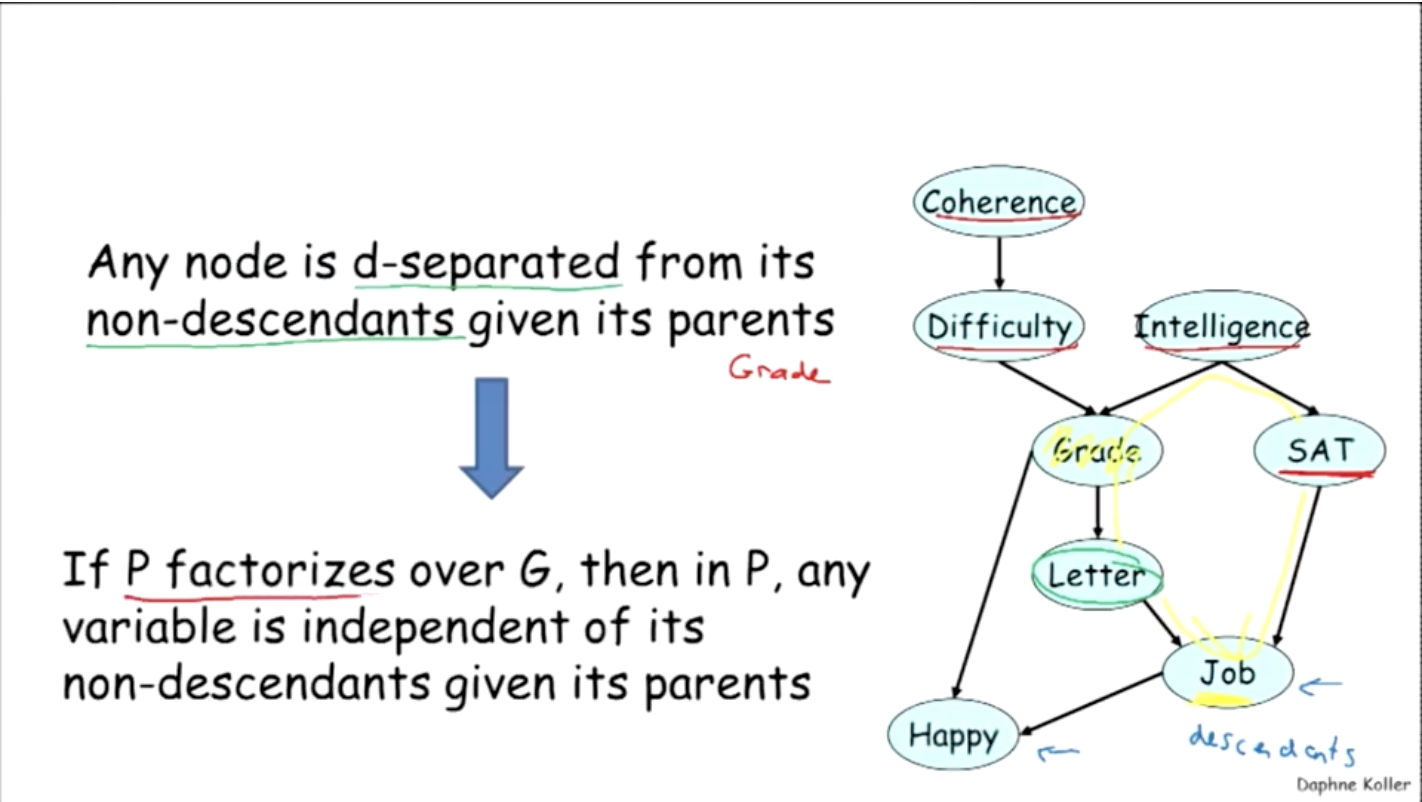 Any node is d-separated from its
non-descendants given its parents
Grade
If P factorizes over G, then in P, any
variable is independent of its
non-descendants given its parents
Coherence
Difficulty
Intelligence
Grade
SAT
Letter
Job
Happy
descendants
Daphne Koller